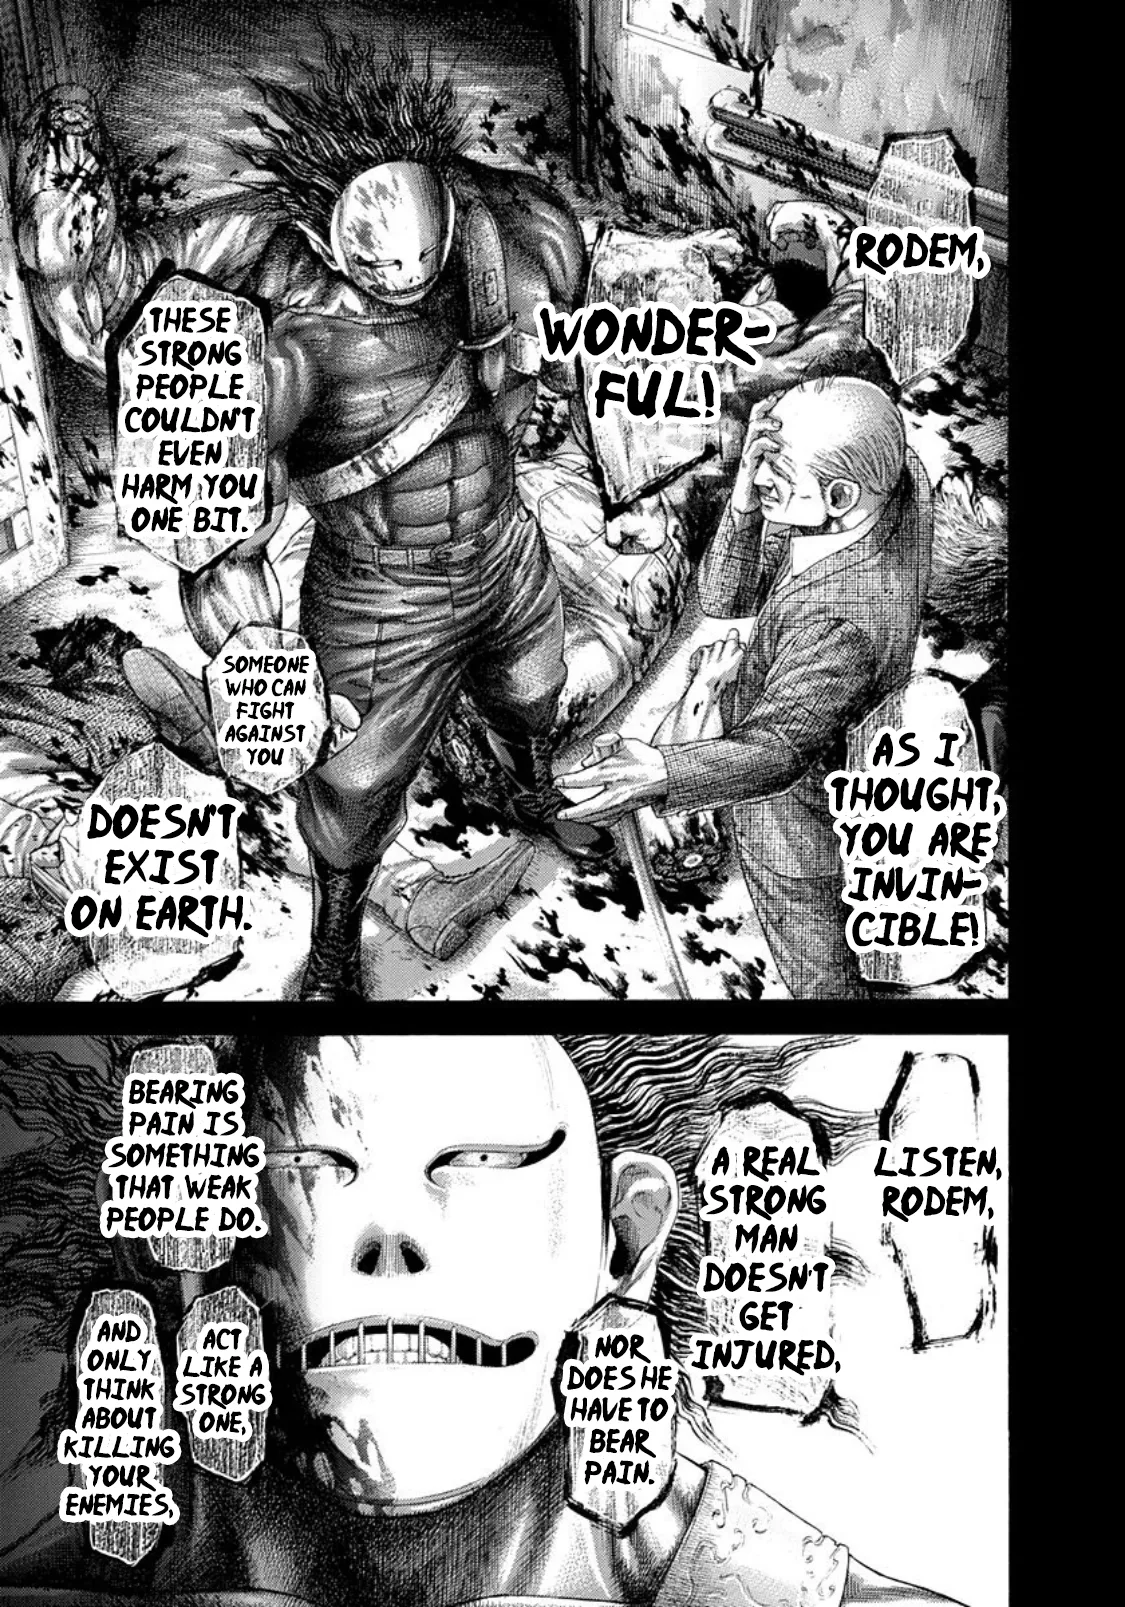 RODEM,
WONDER-
FUL!
AS I
THOUGHT,
YOU ARE
INVIN-
CIBLE!
THESE
STRONG
PEOPLE
COULDN'T
EVEN
HARM YOU
ONE BIT.
SOMEONE
WHO CAN
FIGHT
AGAINST
YOU
DOESN'T
EXIST
ON EARTH.
LISTEN,
RODEM,
A REAL
STRONG
MAN
DOESN'T
GET
INJURED,
NOR
DOES HE
HAVE TO
BEAR
PAIN.
BEARING
PAIN IS
SOMETHING
THAT WEAK
PEOPLE DO.
ACT
LIKE A
STRONG
ONE,
AND
ONLY
THINK
ABOUT
KILLING
YOUR
ENEMIES,